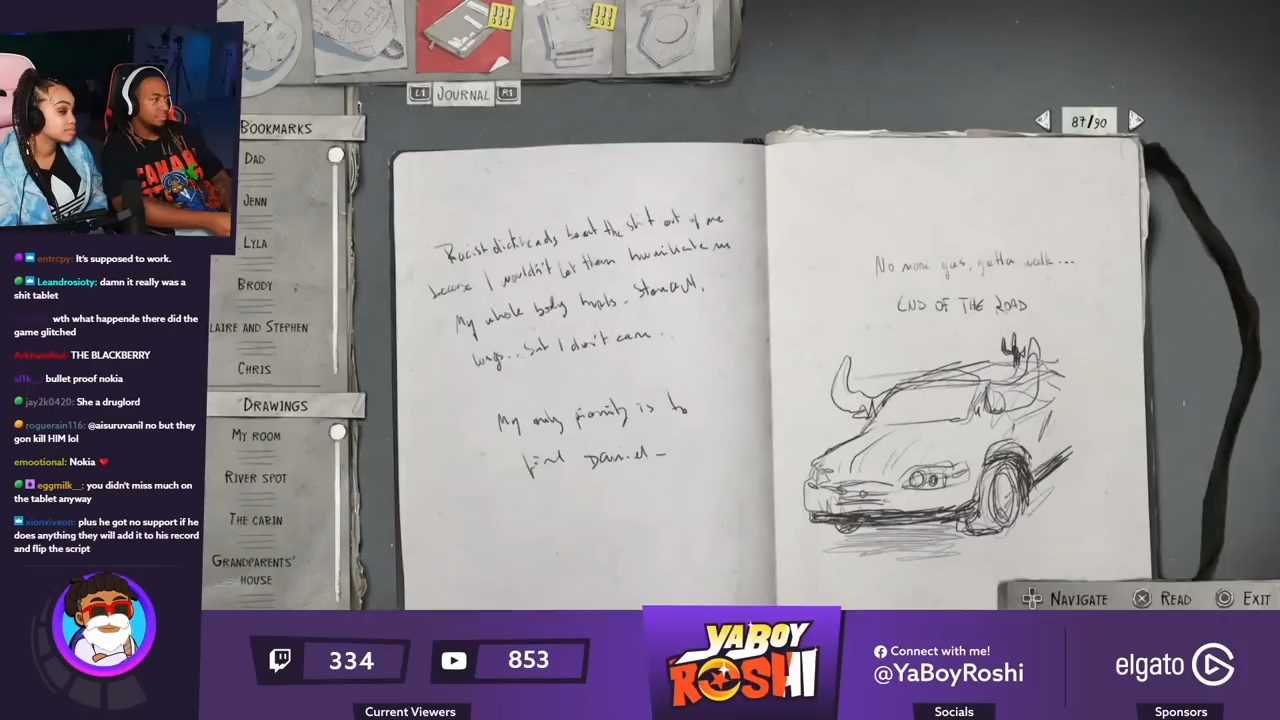 L1 JOURNAL R1
87/90
BOOKMARKS
DAD
JENN
LYLA
BRODY
LAIRE AND STEPHEN
CHRIS
DRAWINGS
MY ROOM
RIVER SPOT
THE CABIN
GRANDPARENTS'
HOUSE
Racist dickheads beat the shit out of me
because I wouldn't let them humiliate me
My whole body hurts. Stomach,
lungs... But I don't care...
My only priority is to
find Daniel -
No more gas, gotta walk...
END OF THE ROAD
NAVIGATE READ EXIT
entrcpy: It's supposed to work.
Leandrosioty: damn it really was a
shit tablet
wth what happende there did the
game glitched
THE BLACKBERRY
sl1k_: bullet proof nokia
jay2k0420: She a druglord
roguerain116: @aisuruvanil no but they
gon kill HIM lol
emootional: Nokia ❤
eggmilk_: you didn't miss much on
the tablet anyway
xionxiveon: plus he got no support if he
does anything they will add it to his record
and flip the script
334
853
Current Viewers
YABOY
ROSHI
Connect with me!
@YaBoyRoshi
Socials
elgato
Sponsors